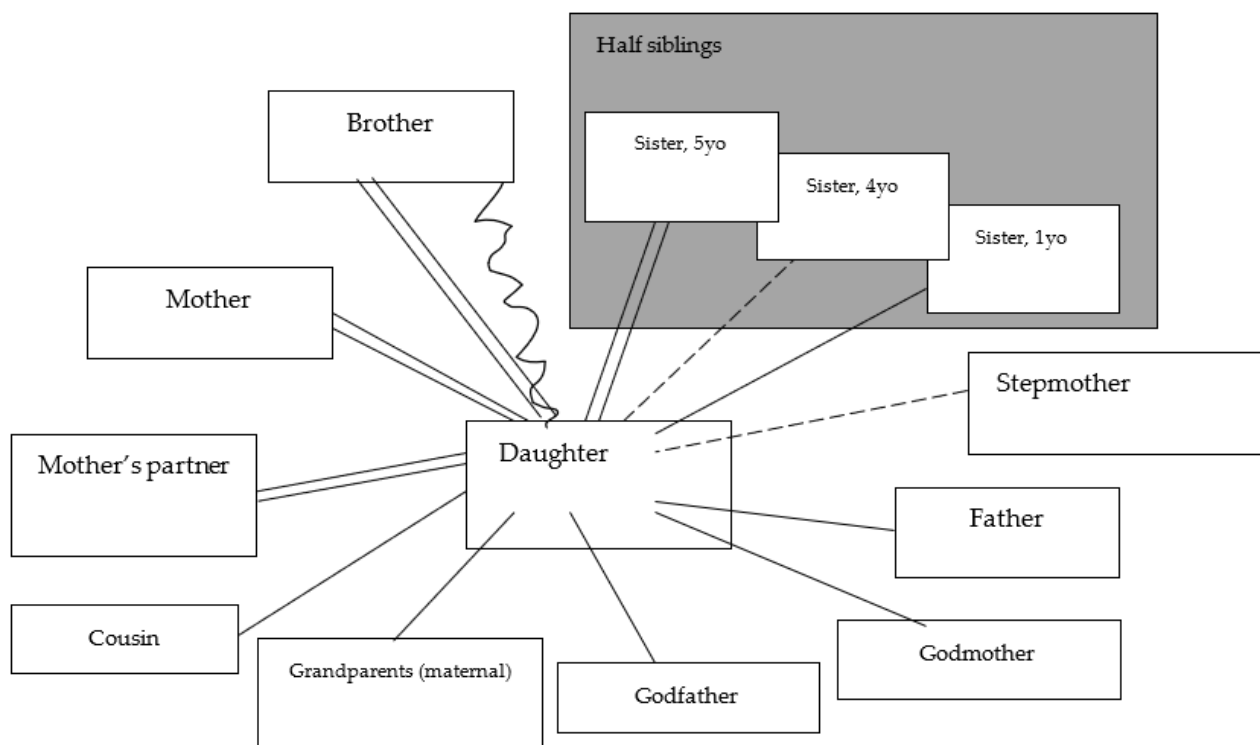 Half siblings
Brother
Sister, 5yo
Sister, 4yo
Sister, 1yo
Mother
Stepmother
Daughter
Mother’s partner
Father
Cousin
Grandparents (maternal)
Godfather
Godmother